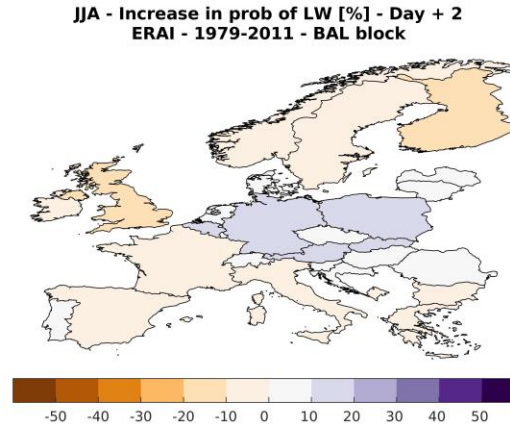 JJA - Increase in prob of LW [%] - Day + 2
ERAI - 1979-2011 - BAL block
-50 -40 -30 -20 -10 0 10 20 30 40 50